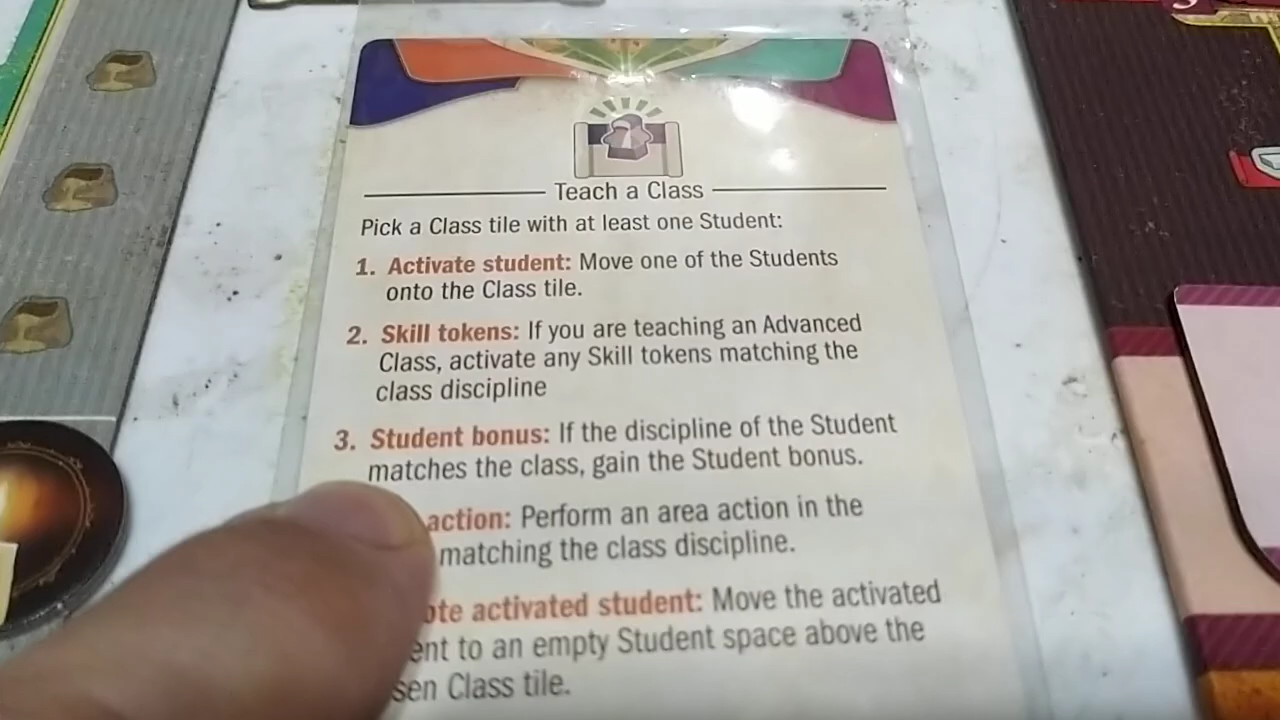 Teach a Class
Pick a Class tile with at least one Student:
1. Activate student: Move one of the Students
onto the Class tile.
2. Skill tokens: If you are teaching an Advanced
Class, activate any Skill tokens matching the
class discipline
3. Student bonus: If the discipline of the Student
matches the class, gain the Student bonus.
action: Perform an area action in the
matching the class discipline.
ote activated student: Move the activated
ent to an empty Student space above the
sen Class tile.